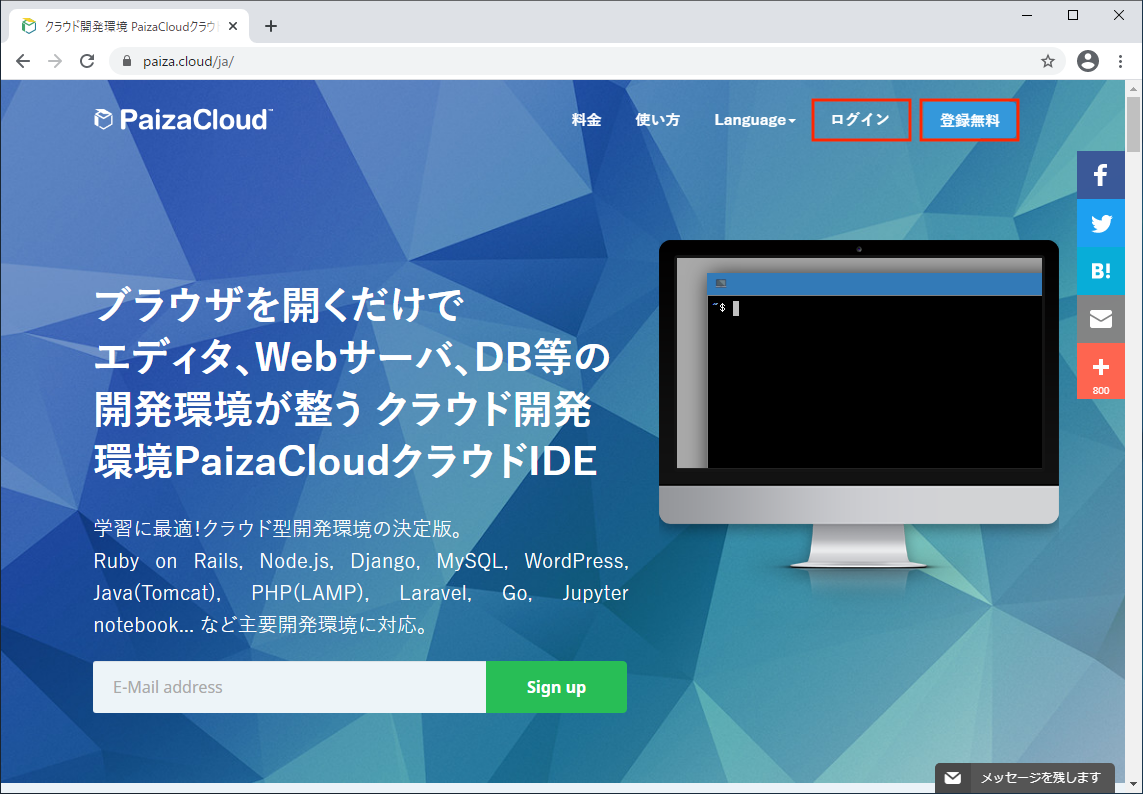 クラウド開発環境 PaizaCloudクラウ
paiza.cloud/ja/
PaizaCloud™
料金
使い方
Language
ログイン
登録無料
B!
800
~$
ブラウザを開くだけで
エディタ、Webサーバ、DB等の
開発環境が整う クラウド開発
環境PaizaCloudクラウドIDE
学習に最適!クラウド型開発環境の決定版。
Ruby on Rails, Node.js, Django, MySQL, WordPress,
Java(Tomcat), PHP(LAMP), Laravel, Go, Jupyter
notebook... など主要開発環境に対応。
E-Mail address
Sign up
メッセージを残します